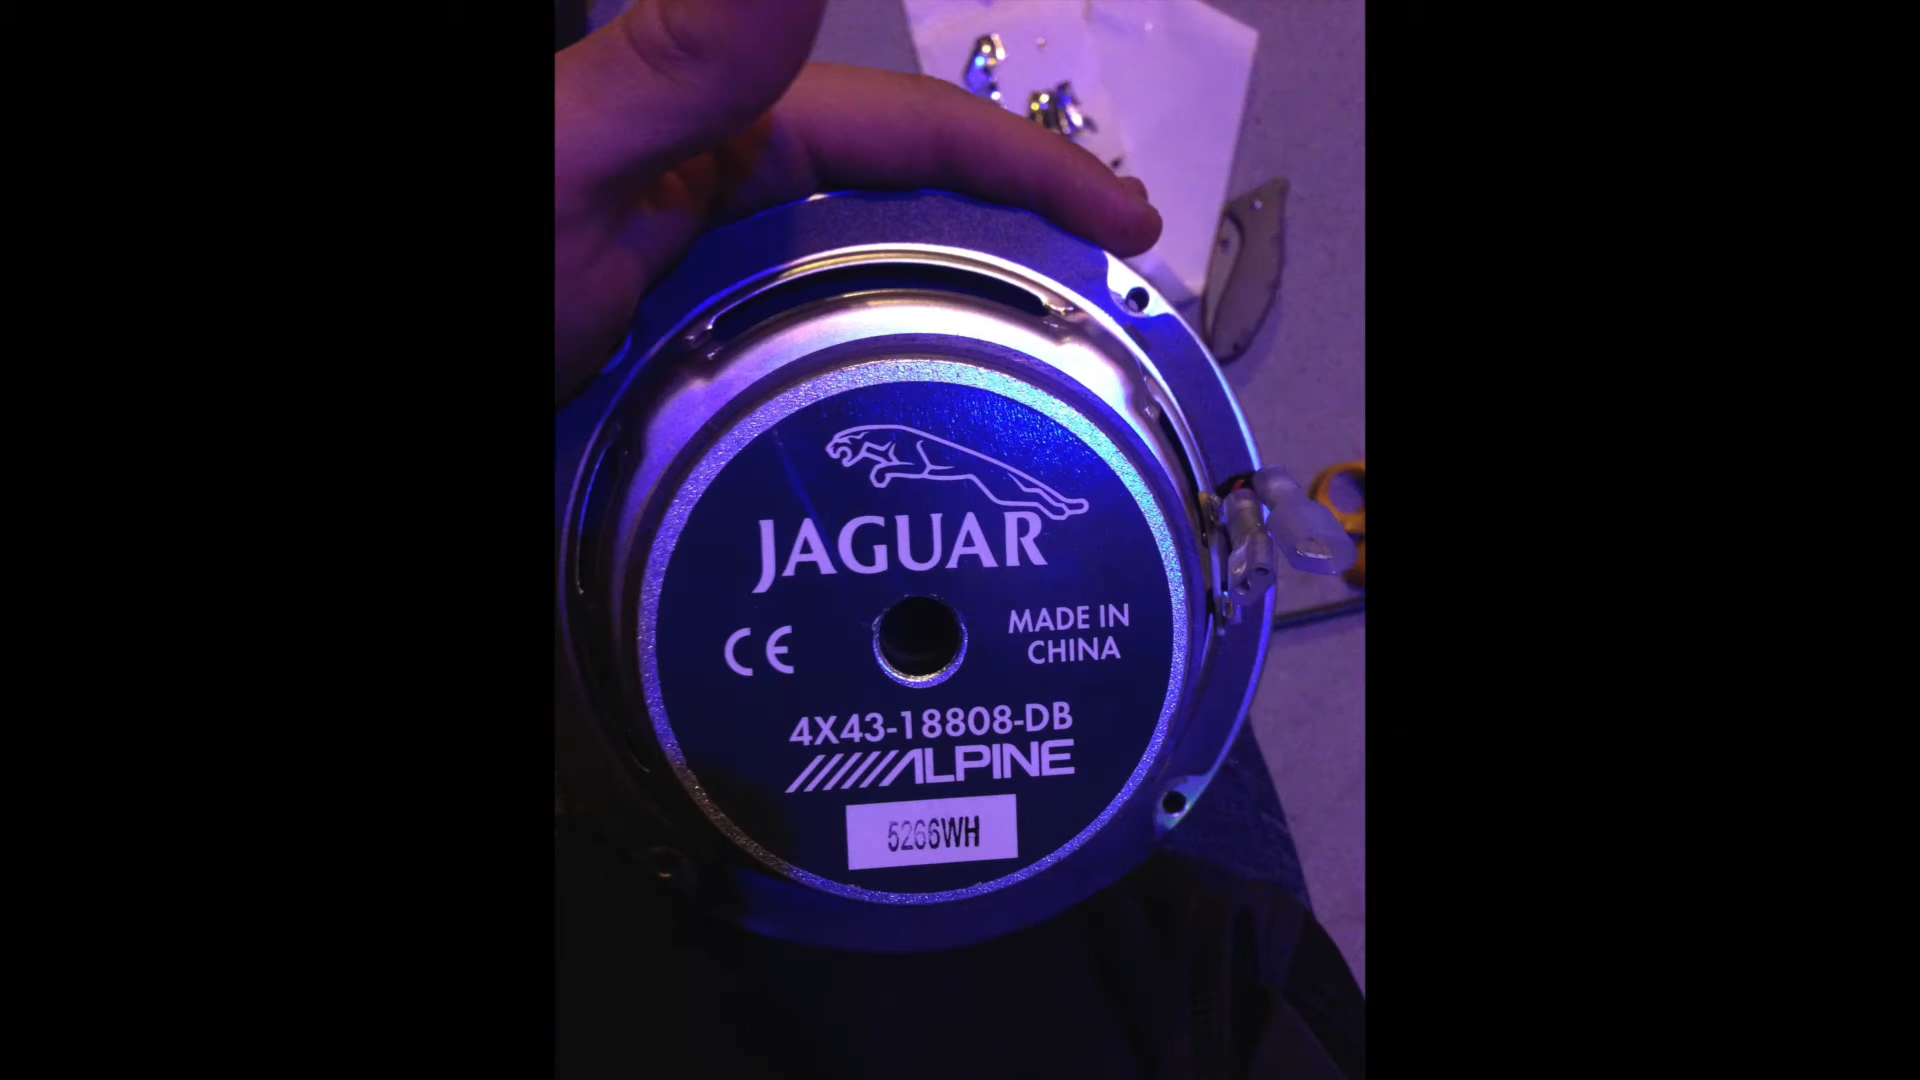 JAGUAR
CE
MADE IN
CHINA
4X43-18808-DB
ALPINE
5266WH